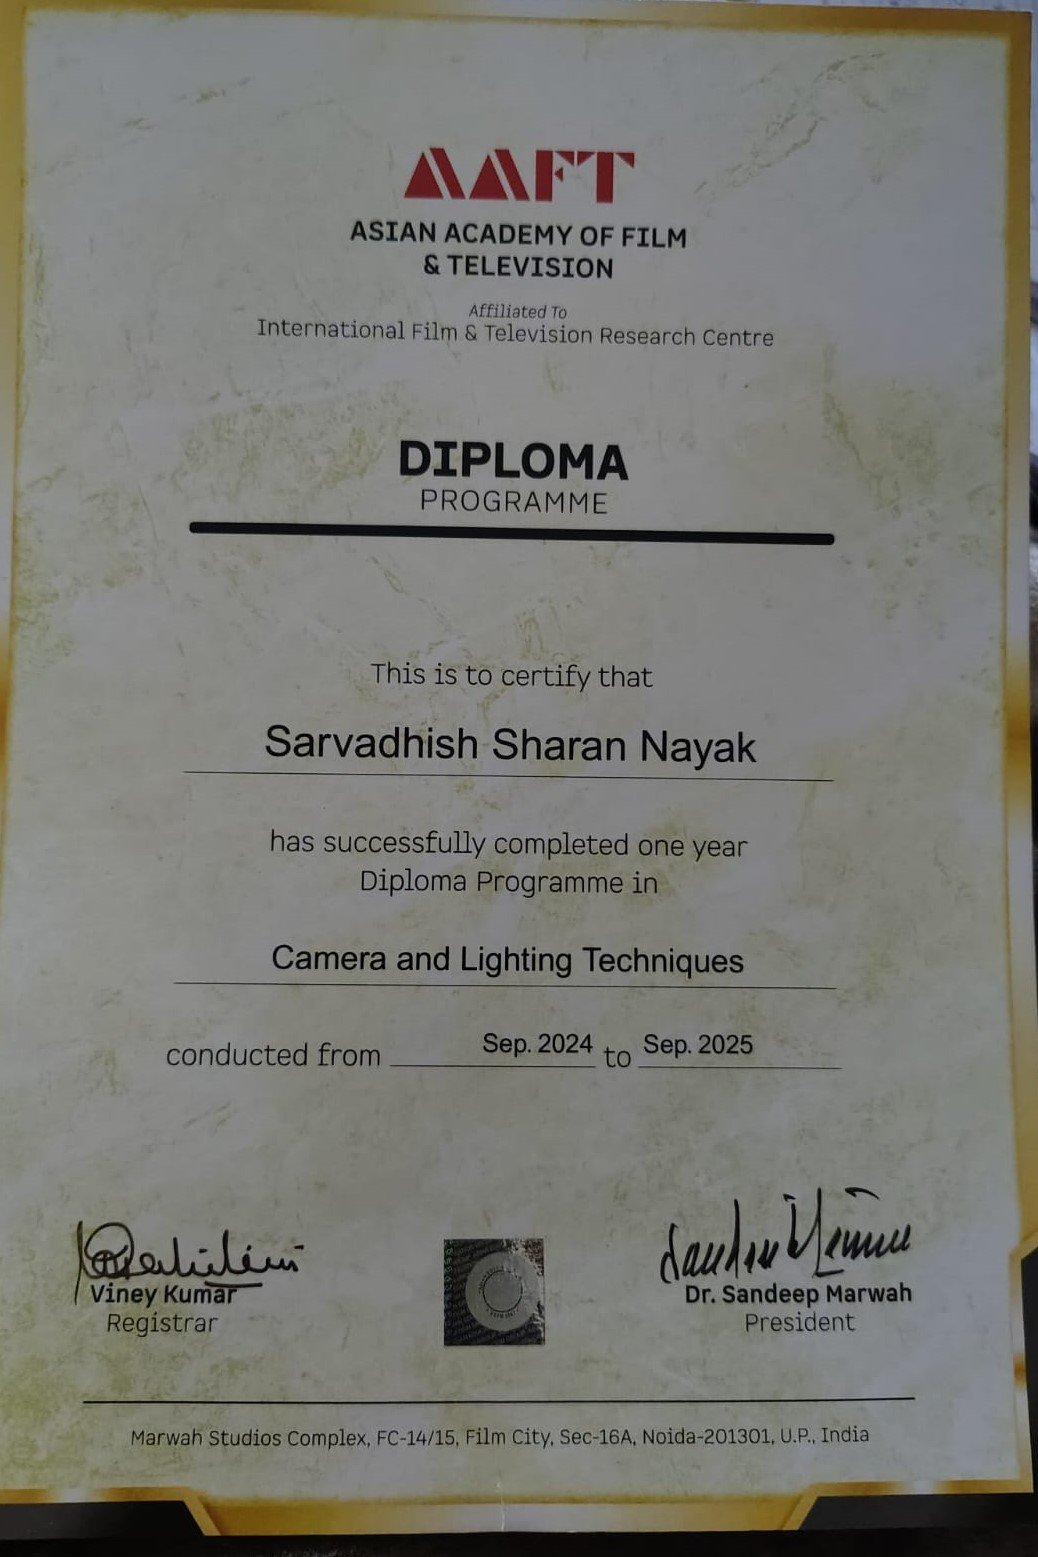 AAFT
ASIAN ACADEMY OF FILM
& TELEVISION
Affiliated To
International Film & Television Research Centre
DIPLOMA
PROGRAMME
This is to certify that
Sarvadhish Sharan Nayak
has successfully completed one year
Diploma Programme in
Camera and Lighting Techniques
conducted from Sep. 2024 to Sep. 2025
Viney Kumar
Registrar
Dr. Sandeep Marwah
President
Marwah Studios Complex, FC-14/15, Film City, Sec-16A, Noida-201301, U.P., India